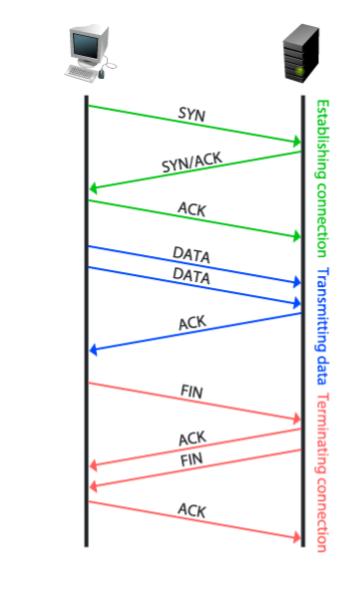 SYN
SYN/ACK
ACK
DATA
DATA
ACK
FIN
ACK
FIN
ACK
Establishing connection
Transmitting data
Terminating connection